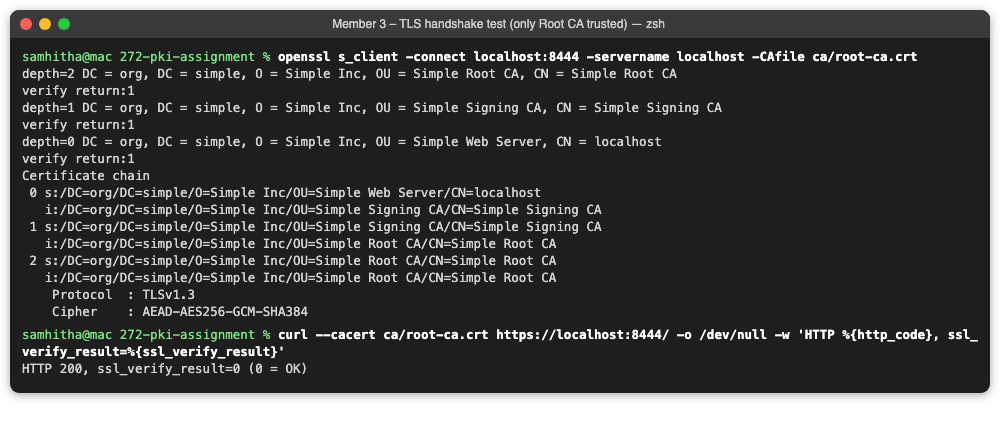 Member 3 – TLS handshake test (only Root CA trusted) — zsh
samhitha@mac 272-pki-assignment % openssl s_client -connect localhost:8444 -servername localhost -CAfile ca/root-ca.crt
depth=2 DC = org, DC = simple, O = Simple Inc, OU = Simple Root CA, CN = Simple Root CA
verify return:1
depth=1 DC = org, DC = simple, O = Simple Inc, OU = Simple Signing CA, CN = Simple Signing CA
verify return:1
depth=0 DC = org, DC = simple, O = Simple Inc, OU = Simple Web Server, CN = localhost
verify return:1
Certificate chain
 0 s:/DC=org/DC=simple/O=Simple Inc/OU=Simple Web Server/CN=localhost
   i:/DC=org/DC=simple/O=Simple Inc/OU=Simple Signing CA/CN=Simple Signing CA
 1 s:/DC=org/DC=simple/O=Simple Inc/OU=Simple Signing CA/CN=Simple Signing CA
   i:/DC=org/DC=simple/O=Simple Inc/OU=Simple Root CA/CN=Simple Root CA
 2 s:/DC=org/DC=simple/O=Simple Inc/OU=Simple Root CA/CN=Simple Root CA
   i:/DC=org/DC=simple/O=Simple Inc/OU=Simple Root CA/CN=Simple Root CA
    Protocol  : TLSv1.3
    Cipher    : AEAD-AES256-GCM-SHA384
samhitha@mac 272-pki-assignment % curl --cacert ca/root-ca.crt https://localhost:8444/ -o /dev/null -w 'HTTP %{http_code}, ssl_
verify_result=%{ssl_verify_result}'
HTTP 200, ssl_verify_result=0 (0 = OK)